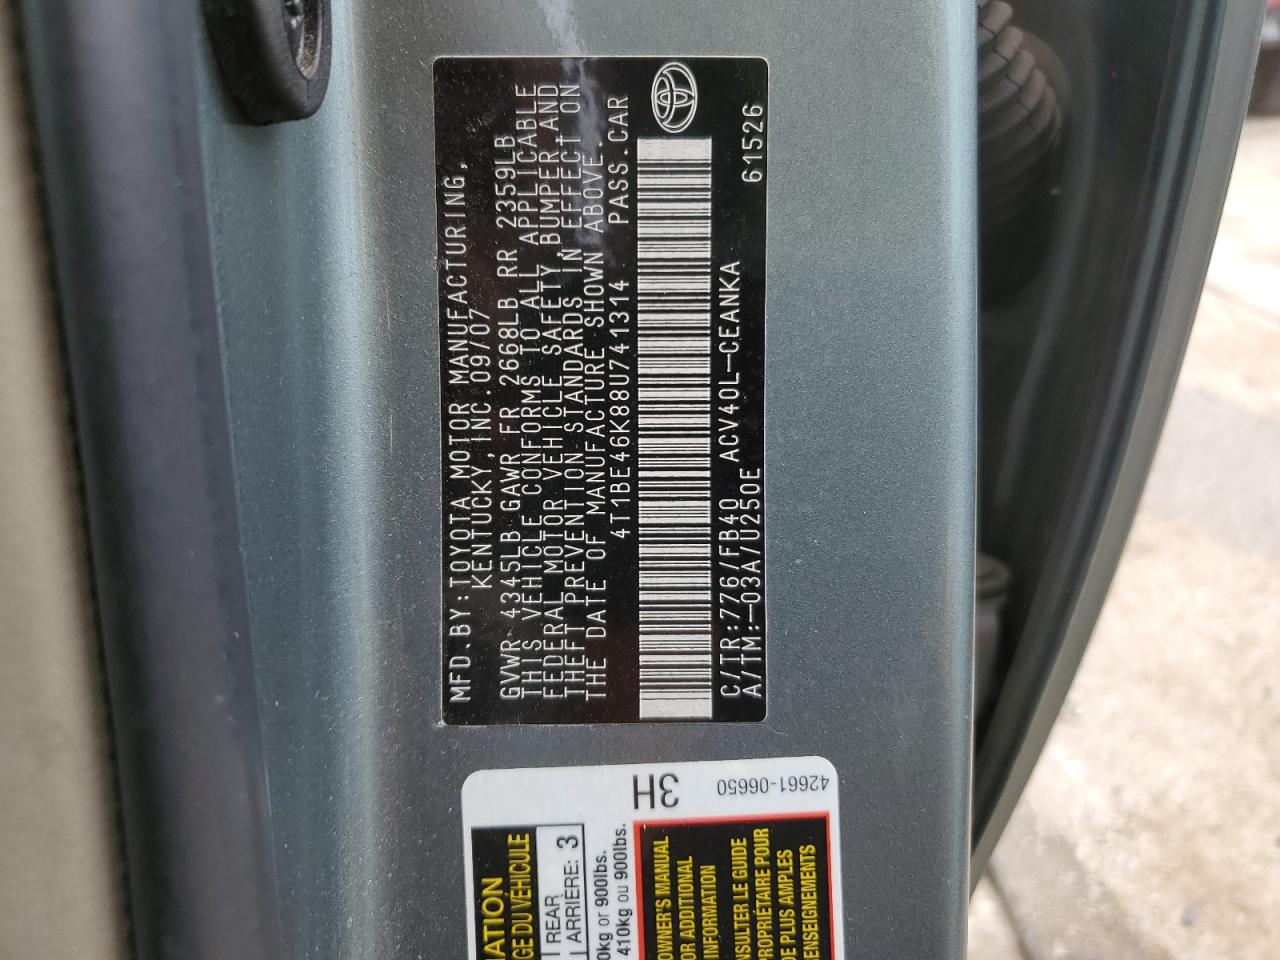 MFD.BY:TOYOTA MOTOR MANUFACTURING,
KENTUCKY,INC.09/07
GVWR 4345LB GAWR FR 2668LB RR 2359LB
THIS VEHICLE CONFORMS TO ALL APPLICABLE
FEDERAL MOTOR VEHICLE SAFETY,BUMPER,AND
THEFT PREVENTION STANDARDS IN EFFECT ON
THE DATE OF MANUFACTURE SHOWN ABOVE.
4T1BE46K88U741314 PASS.CAR
C/TR:776/FB40 ACV40L-CEANKA 61526
A/TM:-03A/U250E
3H
42661-06650
GE DU VÉHICULE
REAR
ARRIÈRE: 3
0kg or 900lbs.
410kg ou 900lbs.
OWNER'S MANUAL
OR ADDITIONAL
INFORMATION
NSULTER LE GUIDE
PROPRIÉTAIRE POUR
DE PLUS AMPLES
ENSEIGNEMENTS